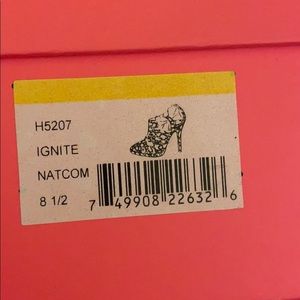 H5207
IGNITE
NATCOM
8 1/2
7 49908 22632 6